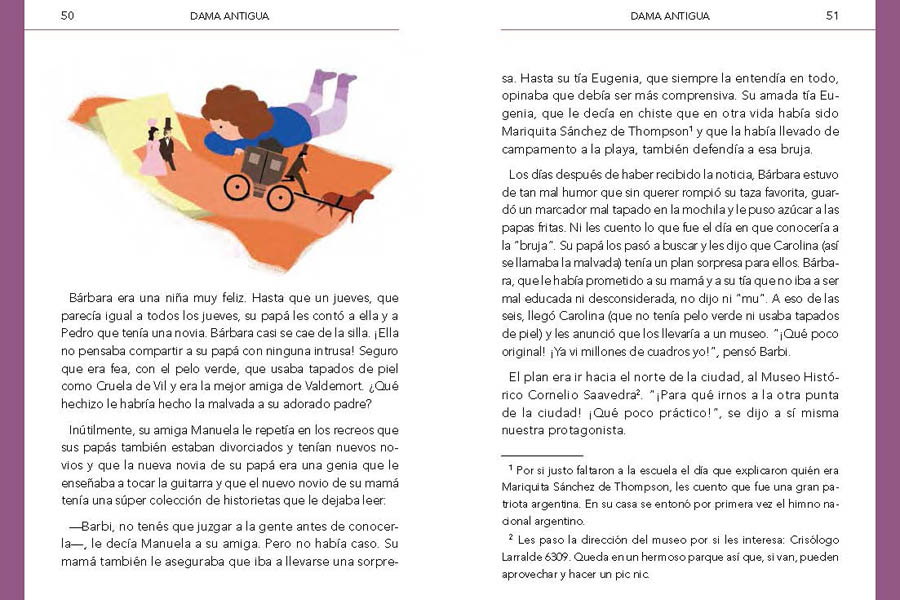 50
DAMA ANTIGUA
Bárbara era una niña muy feliz. Hasta que un jueves, que
parecía igual a todos los jueves, su papá les contó a ella y a
Pedro que tenía una novia. Bárbara casi se cae de la silla. ¡Ella
no pensaba compartir a su papá con ninguna intrusa! Seguro
que era fea, con el pelo verde, que usaba tapados de piel
como Cruela de Vil y era la mejor amiga de Valdemort. ¿Qué
hechizo le habría hecho la malvada a su adorado padre?
Inútilmente, su amiga Manuela le repetía en los recreos que
sus papás también estaban divorciados y tenían nuevos no-
vios y que la nueva novia de su papá era una genia que le
enseñaba a tocar la guitarra y que el nuevo novio de su mamá
tenía una súper colección de historietas que le dejaba leer:
—Barbi, no tenés que juzgar a la gente antes de conocer-
la—, le decía Manuela a su amiga. Pero no había caso. Su
mamá también le aseguraba que iba a llevarse una sorpre-
DAMA ANTIGUA
51
sa. Hasta su tía Eugenia, que siempre la entendía en todo,
opinaba que debía ser más comprensiva. Su amada tía Eu-
genia, que le decía en chiste que en otra vida había sido
Mariquita Sánchez de Thompson¹ y que la había llevado de
campamento a la playa, también defendía a esa bruja.
Los días después de haber recibido la noticia, Bárbara estuvo
de tan mal humor que sin querer rompió su taza favorita, guar-
dó un marcador mal tapado en la mochila y le puso azúcar a las
papas fritas. Ni les cuento lo que fue el día en que conocería a
la “bruja”. Su papá los pasó a buscar y les dijo que Carolina (así
se llamaba la malvada) tenía un plan sorpresa para ellos. Bárba-
ra, que le había prometido a su mamá y a su tía que no iba a ser
mal educada ni desconsiderada, no dijo ni “mu”. A eso de las
seis, llegó Carolina (que no tenía pelo verde ni usaba tapados
de piel) y les anunció que los llevaría a un museo. “¡Qué poco
original! ¡Ya vi millones de cuadros yo!”, pensó Barbi.
El plan era ir hacia el norte de la ciudad, al Museo Histó-
rico Cornelio Saavedra². “¡Para qué irnos a la otra punta
de la ciudad! ¡Qué poco práctico!”, se dijo a sí misma
nuestra protagonista.
¹ Por si justo faltaron a la escuela el día que explicaron quién era
Mariquita Sánchez de Thompson, les cuento que fue una gran pa-
triota argentina. En su casa se entonó por primera vez el himno na-
cional argentino.
² Les paso la dirección del museo por si les interesa: Crisólogo
Larralde 6309. Queda en un hermoso parque así que, si van, pueden
aprovechar y hacer un pic nic.